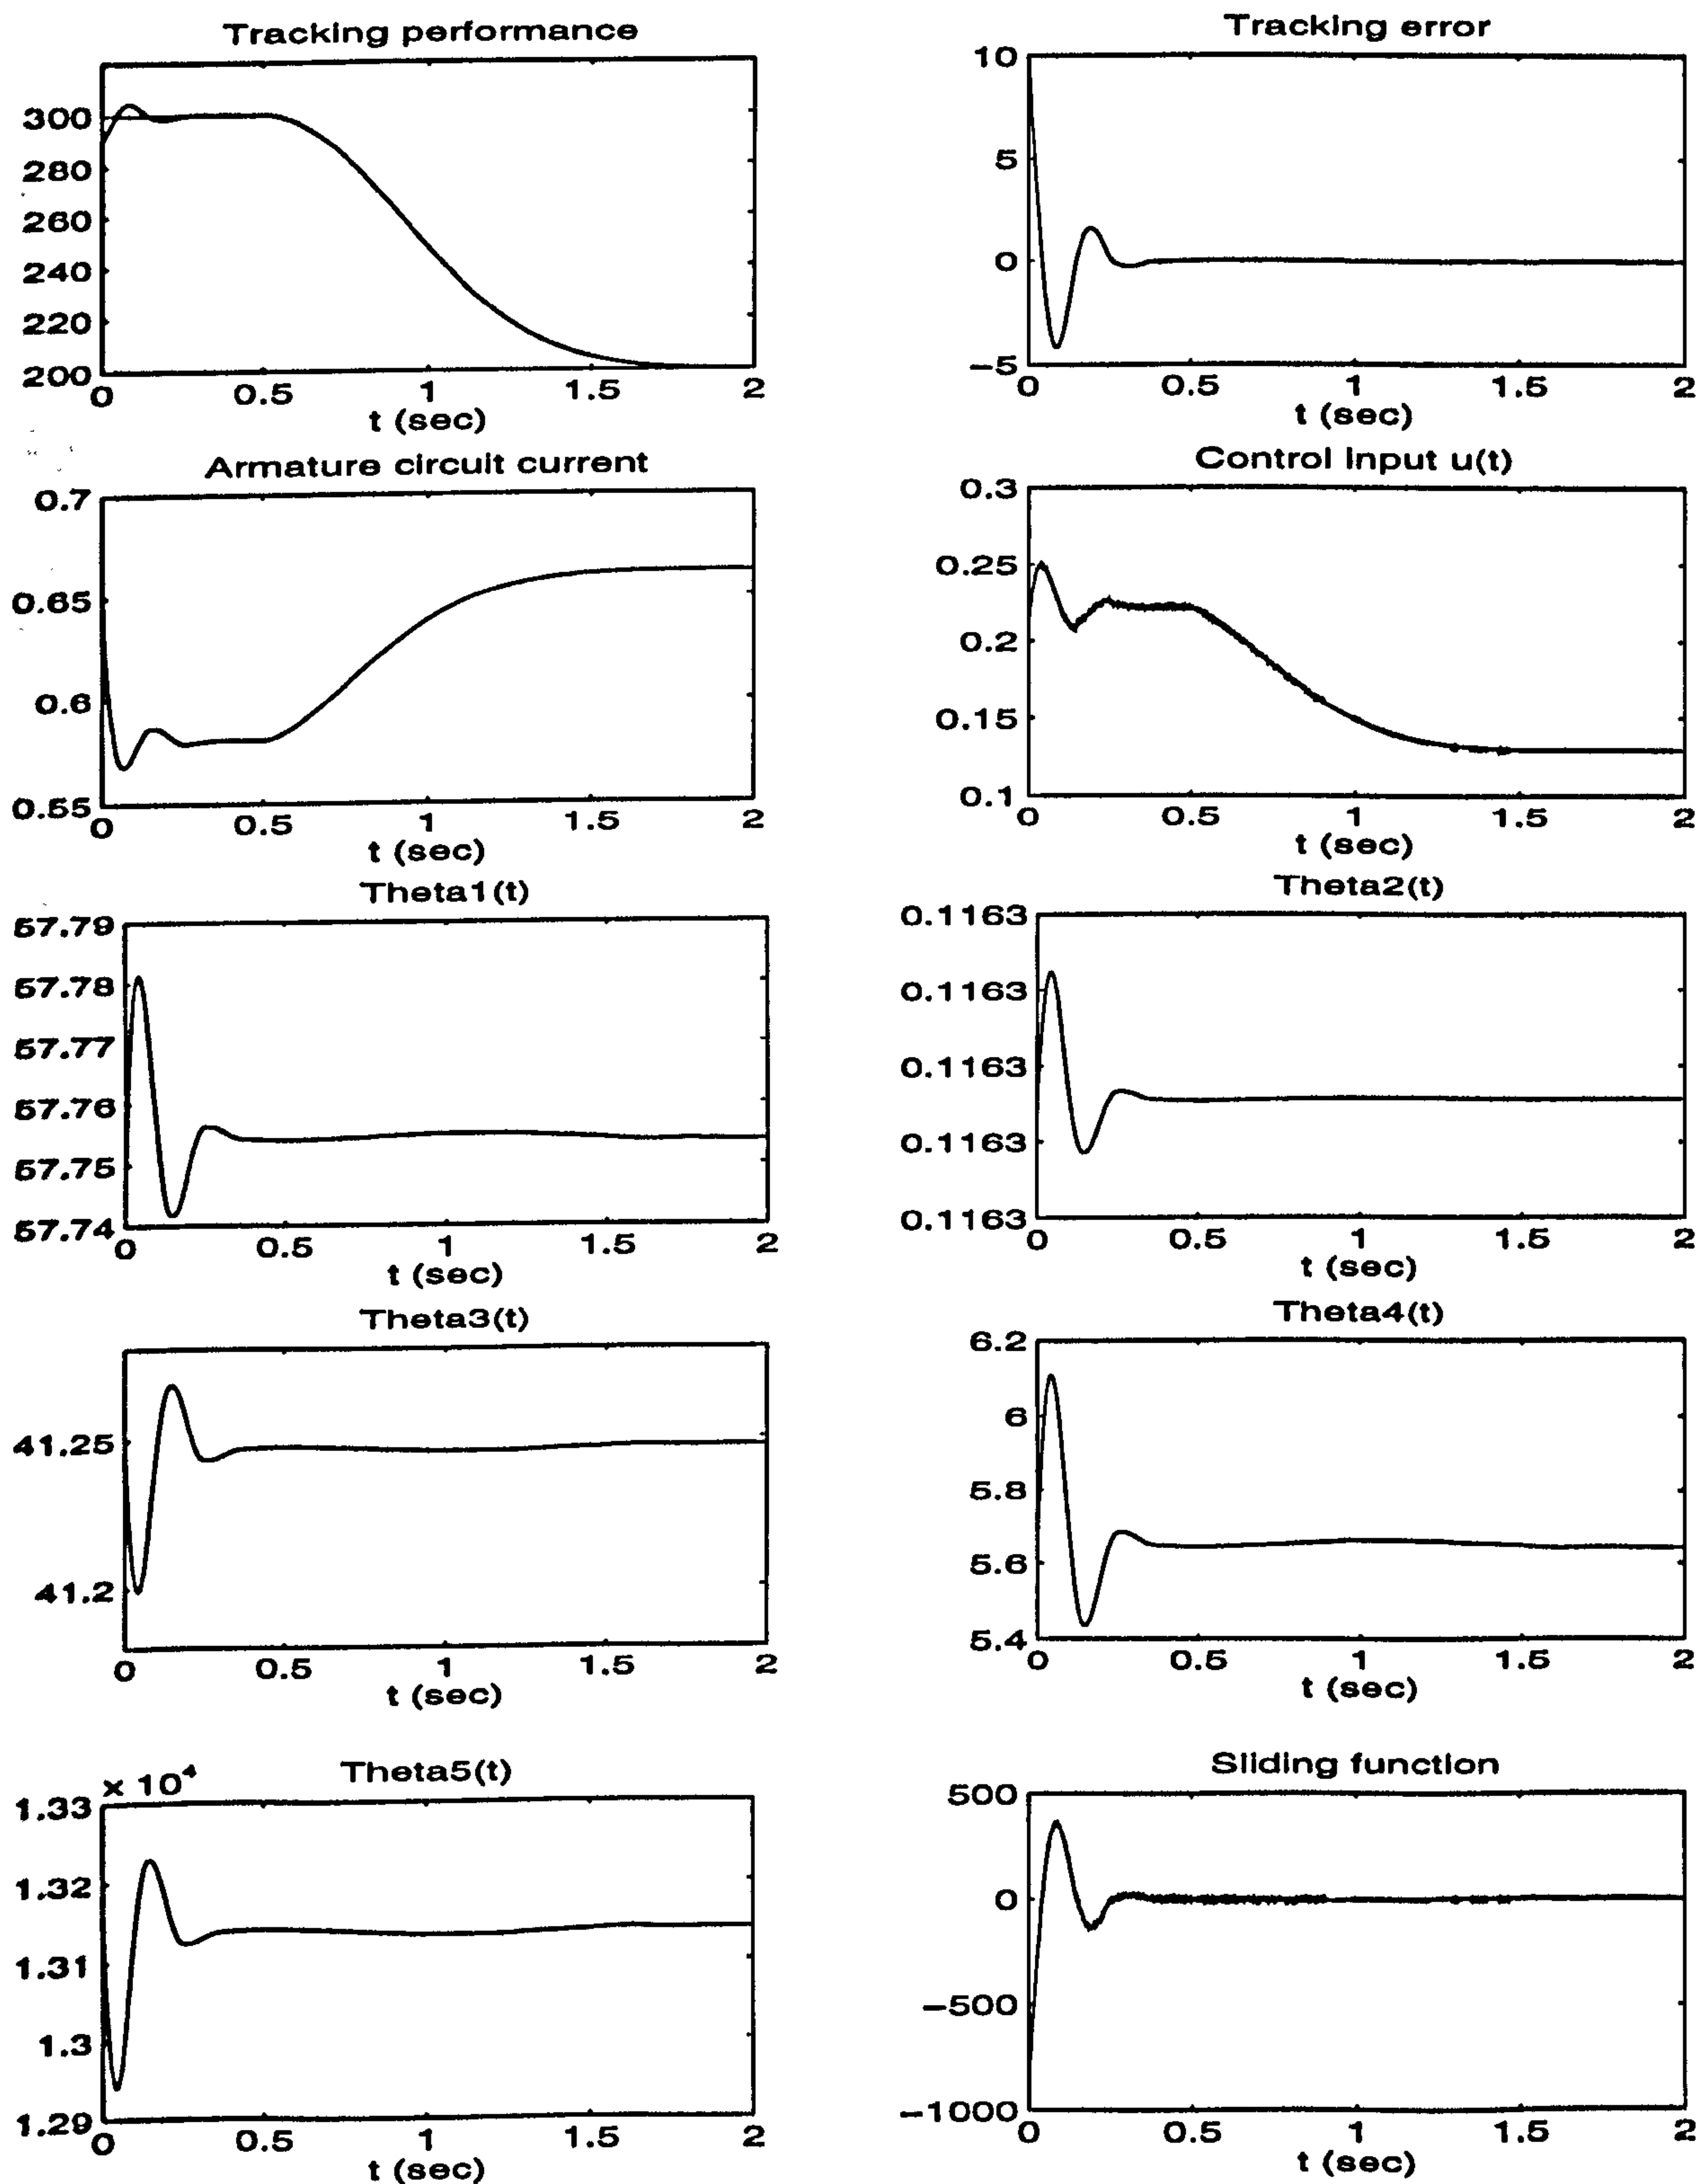 Tracking performance
300
280
260
240
220
200
0 0.5 1 1.5 2
t (sec)
Tracking error
10
5
0
−5
0 0.5 1 1.5 2
t (sec)
Armature circuit current
0.7
0.65
0.6
0.55
0 0.5 1 1.5 2
t (sec)
Control Input u(t)
0.3
0.25
0.2
0.15
0.1
0 0.5 1 1.5 2
t (sec)
Theta1(t)
57.79
57.78
57.77
57.76
57.75
57.74
0 0.5 1 1.5 2
t (sec)
Theta2(t)
0.1163
0.1163
0.1163
0.1163
0.1163
0 0.5 1 1.5 2
t (sec)
Theta3(t)
41.25
41.2
0 0.5 1 1.5 2
t (sec)
Theta4(t)
6.2
6
5.8
5.6
5.4
0 0.5 1 1.5 2
t (sec)
Theta5(t)
× 10⁴
1.33
1.32
1.31
1.3
1.29
0 0.5 1 1.5 2
t (sec)
Sliding function
500
0
−500
−1000
0 0.5 1 1.5 2
t (sec)